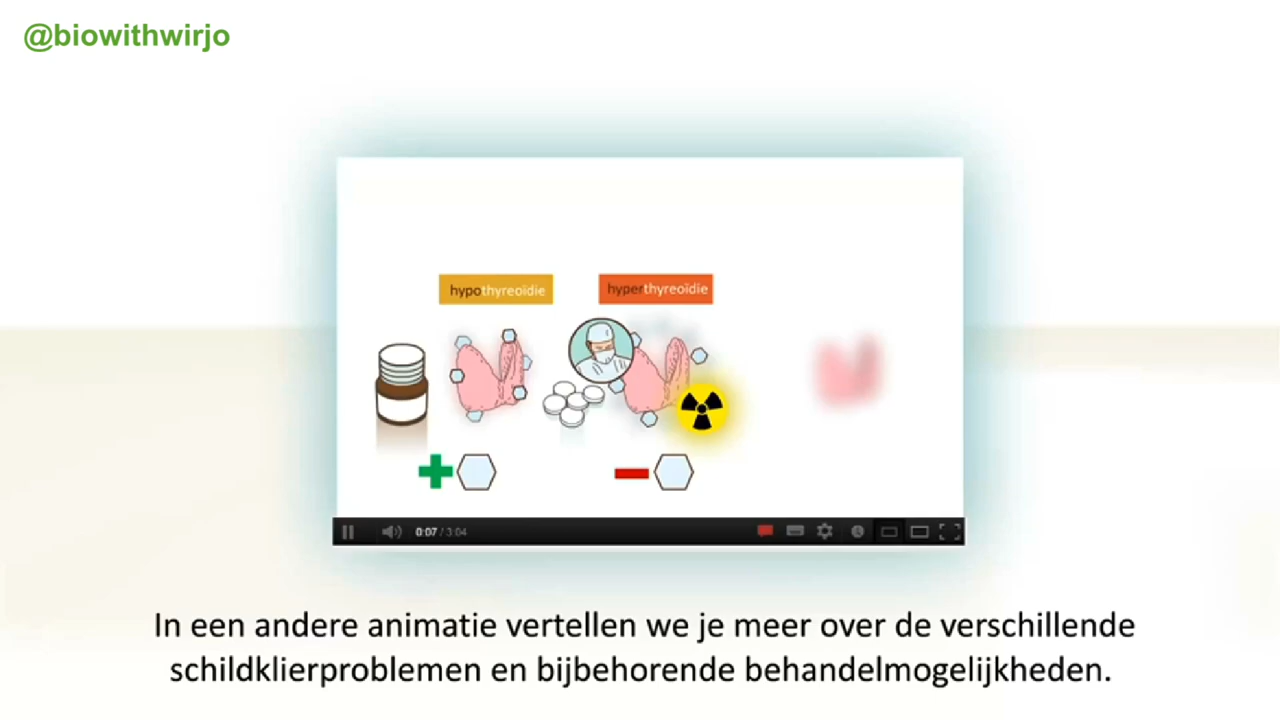 @biowithwirjo
hypothyreoïdie
hyperthyreoïdie
0:07 / 3:04
In een andere animatie vertellen we je meer over de verschillende
schildklierproblemen en bijbehorende behandelmogelijkheden.